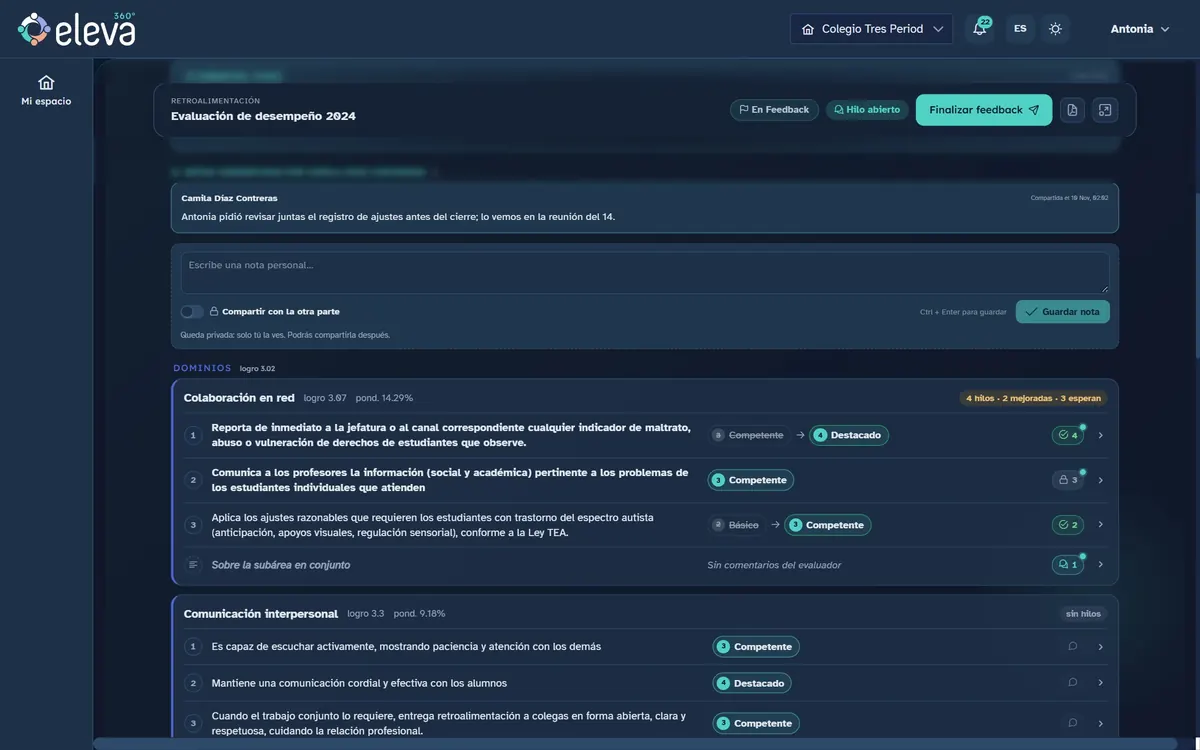 eleva 360°
Colegio Tres Period
22
ES
Antonia
Mi espacio
RETROALIMENTACIÓN
Evaluación de desempeño 2024
En Feedback
Hilo abierto
Finalizar feedback
Camila Díaz Contreras
Compartida el 10 Nov, 02:02
Antonia pidió revisar juntas el registro de ajustes antes del cierre; lo vemos en la reunión del 14.
Escribe una nota personal...
Compartir con la otra parte
Ctrl + Enter para guardar
Guardar nota
Queda privada: solo tú la ves. Podrás compartirla después.
DOMINIOS logro 3.02
Colaboración en red logro 3.07 pond. 14.29%
4 hilos · 2 mejoradas · 3 esperan
1 Reporta de inmediato a la jefatura o al canal correspondiente cualquier indicador de maltrato,
abuso o vulneración de derechos de estudiantes que observe.
3 Competente → 4 Destacado
4
2 Comunica a los profesores la información (social y académica) pertinente a los problemas de
los estudiantes individuales que atienden
3 Competente
3
3 Aplica los ajustes razonables que requieren los estudiantes con trastorno del espectro autista
(anticipación, apoyos visuales, regulación sensorial), conforme a la Ley TEA.
2 Básico → 3 Competente
2
Sobre la subárea en conjunto
Sin comentarios del evaluador
1
Comunicación interpersonal logro 3.3 pond. 9.18%
sin hilos
1 Es capaz de escuchar activamente, mostrando paciencia y atención con los demás
3 Competente
2 Mantiene una comunicación cordial y efectiva con los alumnos
4 Destacado
3 Cuando el trabajo conjunto lo requiere, entrega retroalimentación a colegas en forma abierta, clara y
respetuosa, cuidando la relación profesional.
3 Competente